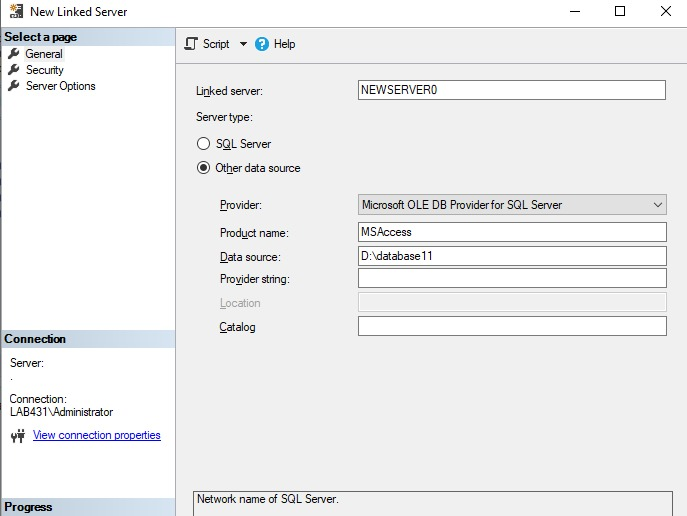 New Linked Server
Select a page
General
Security
Server Options
Script
Help
Linked server: NEWSERVER0
Server type:
SQL Server
Other data source
Provider: Microsoft OLE DB Provider for SQL Server
Product name: MSAccess
Data source: D:\database11
Provider string:
Location
Catalog
Connection
Server:
.
Connection:
LAB431\Administrator
View connection properties
Progress
Network name of SQL Server.